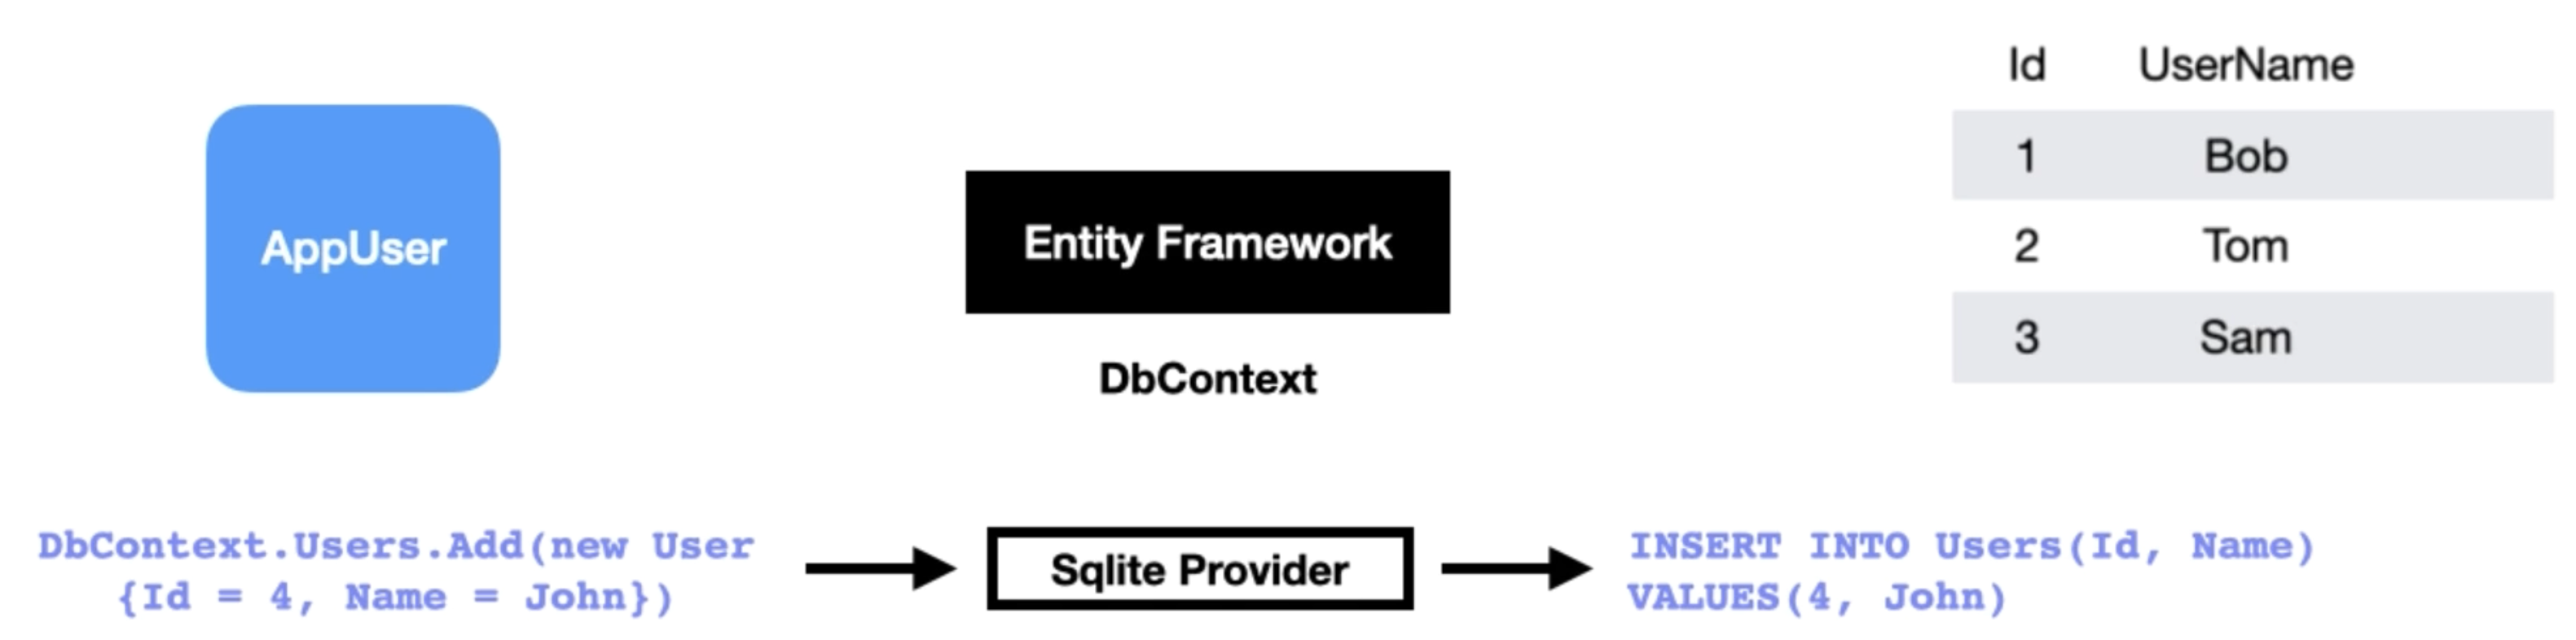 AppUser
Entity Framework
DbContext
Id UserName
1 Bob
2 Tom
3 Sam
DbContext.Users.Add(new User
{Id = 4, Name = John})
Sqlite Provider
INSERT INTO Users(Id, Name)
VALUES(4, John)